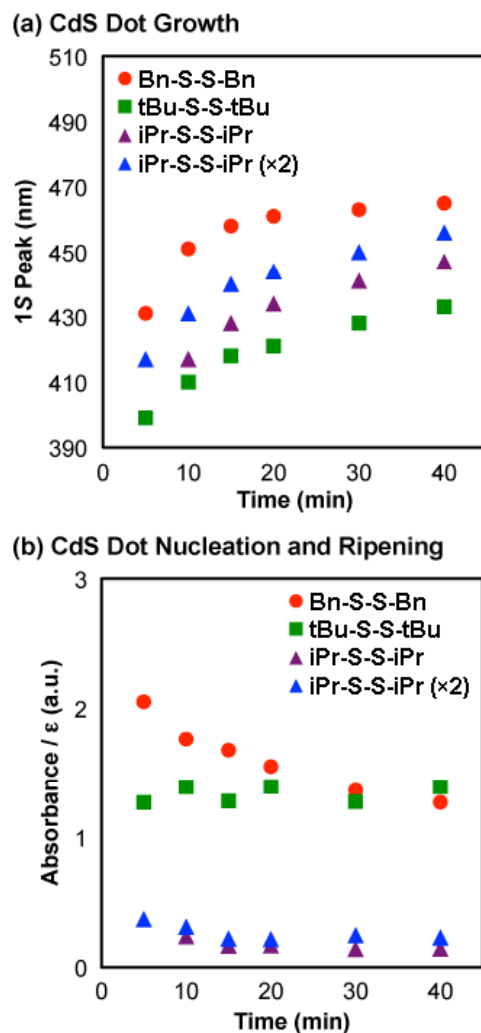 (a) CdS Dot Growth
510
490
470
450
430
410
390
1S Peak (nm)
Bn-S-S-Bn
tBu-S-S-tBu
iPr-S-S-iPr
iPr-S-S-iPr (×2)
0 10 20 30 40
Time (min)
(b) CdS Dot Nucleation and Ripening
3
2
1
0
Absorbance / ε (a.u.)
Bn-S-S-Bn
tBu-S-S-tBu
iPr-S-S-iPr
iPr-S-S-iPr (×2)
0 10 20 30 40
Time (min)